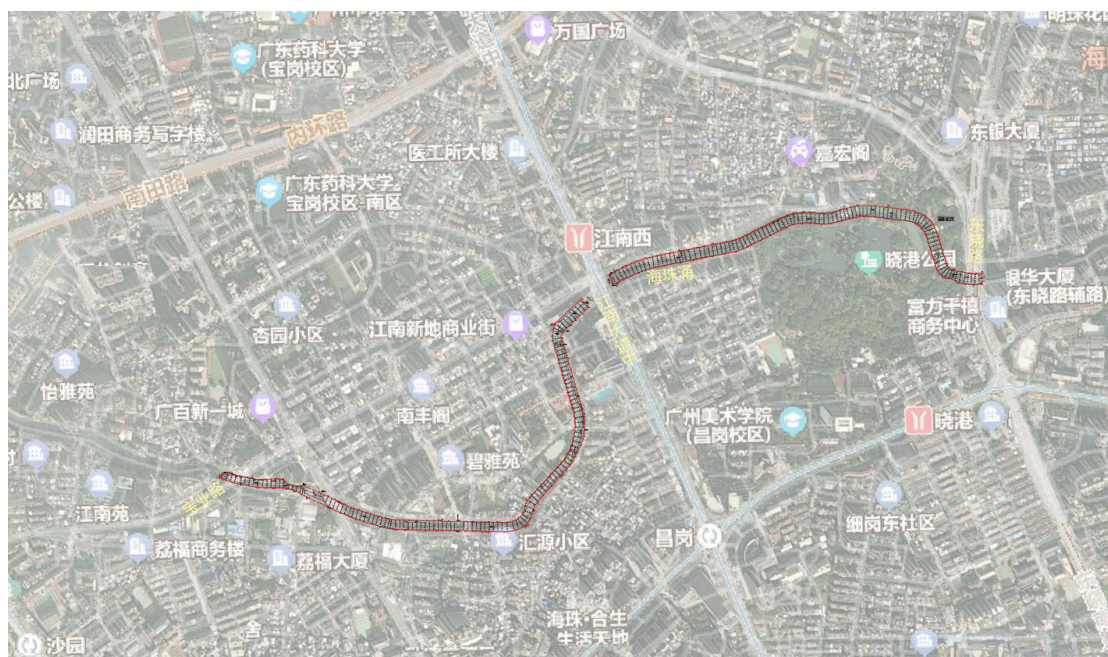 万国广场
明珠花
海
广东药科大学
(宝岗校区)
北广场
润田商务写字楼
内环路
医工所大楼
嘉宏阁
东银大厦
公楼
南田路
广东药科大学
宝岗校区-南区
江南西
海珠涌
晓港公园
东晓路
银华大厦
(东晓路辅路)
富力千禧
商务中心
杏园小区
江南新地商业街
江南大道中
怡雅苑
广百新一城
南丰阁
广州美术学院
(昌岗校区)
晓港
碧雅苑
江南苑
宝业路
细岗东社区
荔福商务楼
荔福大厦
汇源小区
昌岗
海珠·合生
生活天地
沙园
舍